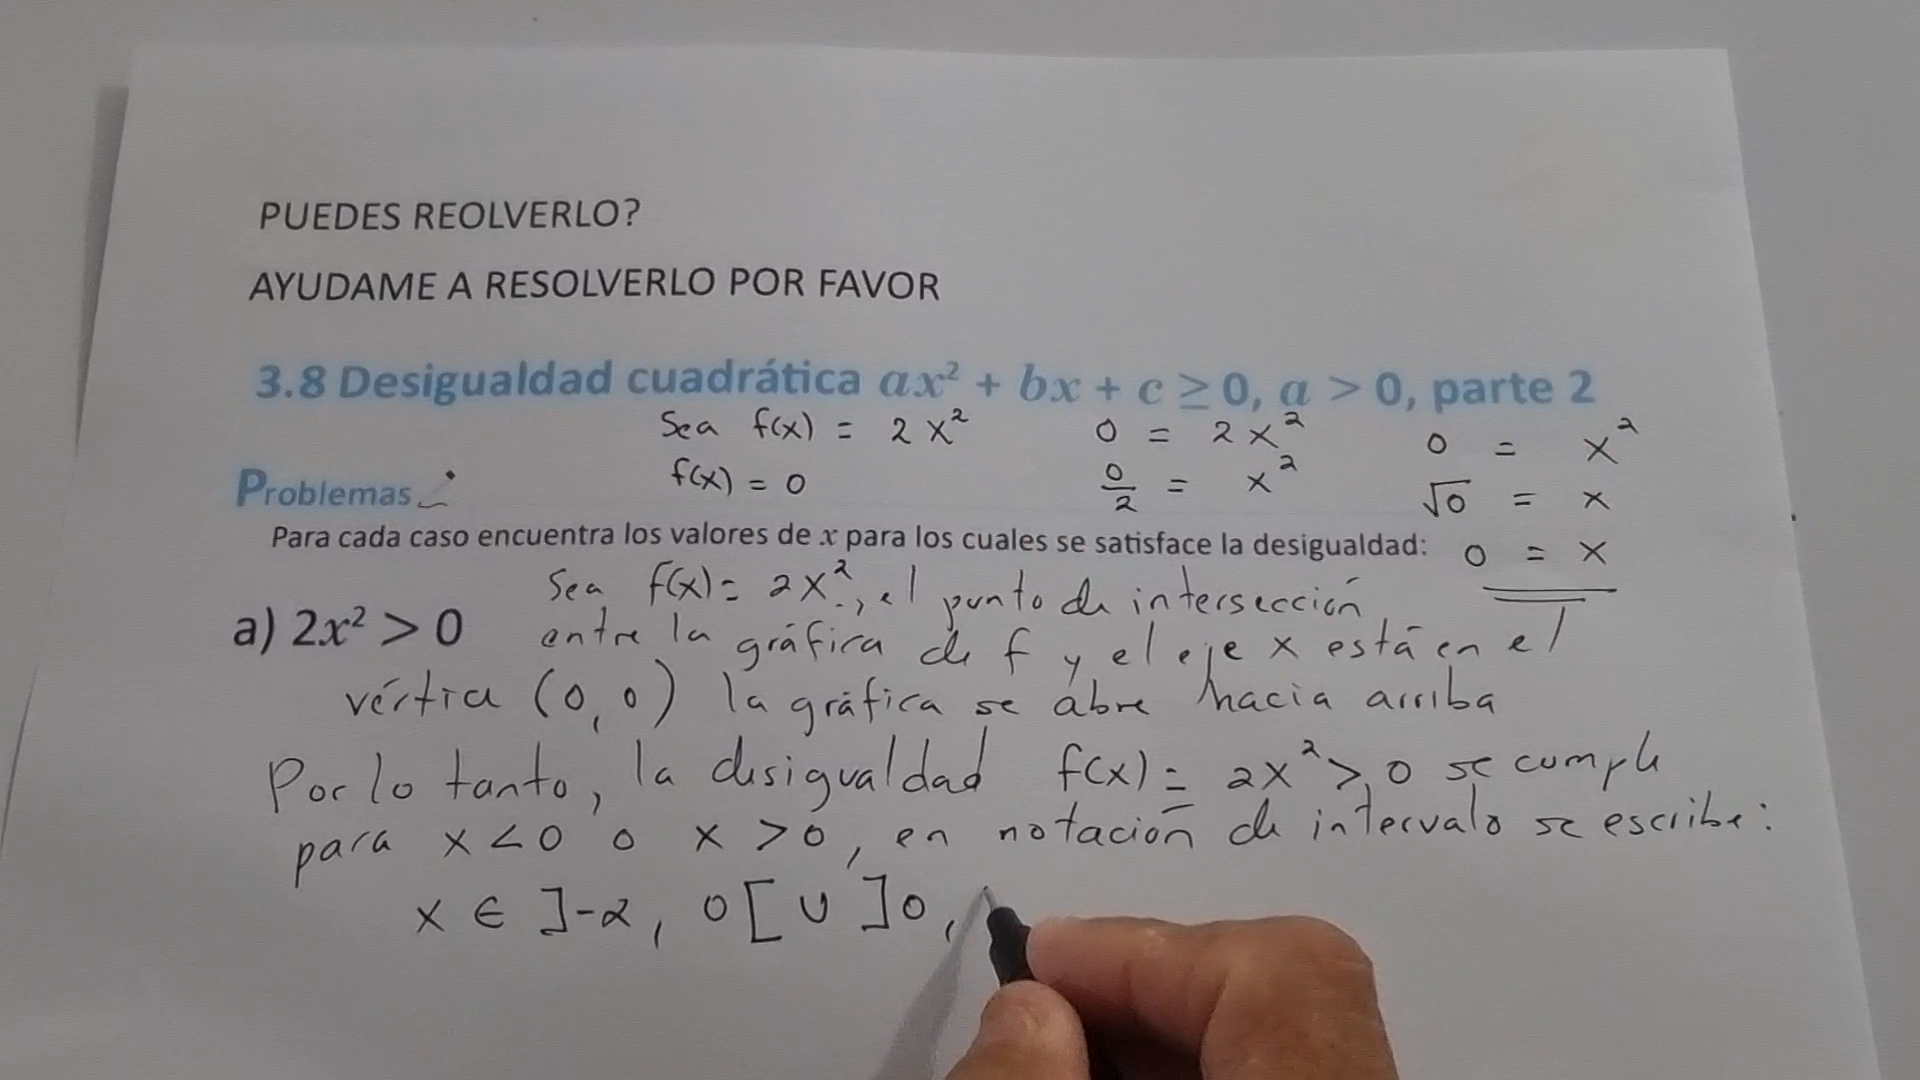 PUEDES REOLVERLO?
AYUDAME A RESOLVERLO POR FAVOR
3.8 Desigualdad cuadrática ax² + bx + c ≥ 0, a > 0, parte 2
Sea f(x) = 2x² 0 = 2x² 0 = x²
f(x) = 0 0/2 = x² √0 = x
Problemas
Para cada caso encuentra los valores de x para los cuales se satisface la desigualdad: 0 = x
Sea f(x) = 2x², el punto de intersección
a) 2x² > 0 entre la gráfica de f y el eje x está en el
vértice (0,0) la gráfica se abre hacia arriba
Por lo tanto, la desigualdad f(x) = 2x² > 0 se cumple
para x < 0 o x > 0, en notación de intervalo se escribe:
x ∈ ]-∞, 0[ ∪ ]0,